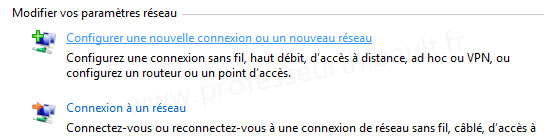 Modifier vos paramètres réseau
Configurer une nouvelle connexion ou un nouveau réseau
Configurez une connexion sans fil, haut débit, d'accès à distance, ad hoc ou VPN, ou
configurez un routeur ou un point d'accès.
Connexion à un réseau
Connectez-vous ou reconnectez-vous à une connexion de réseau sans fil, câblé, d'accès à